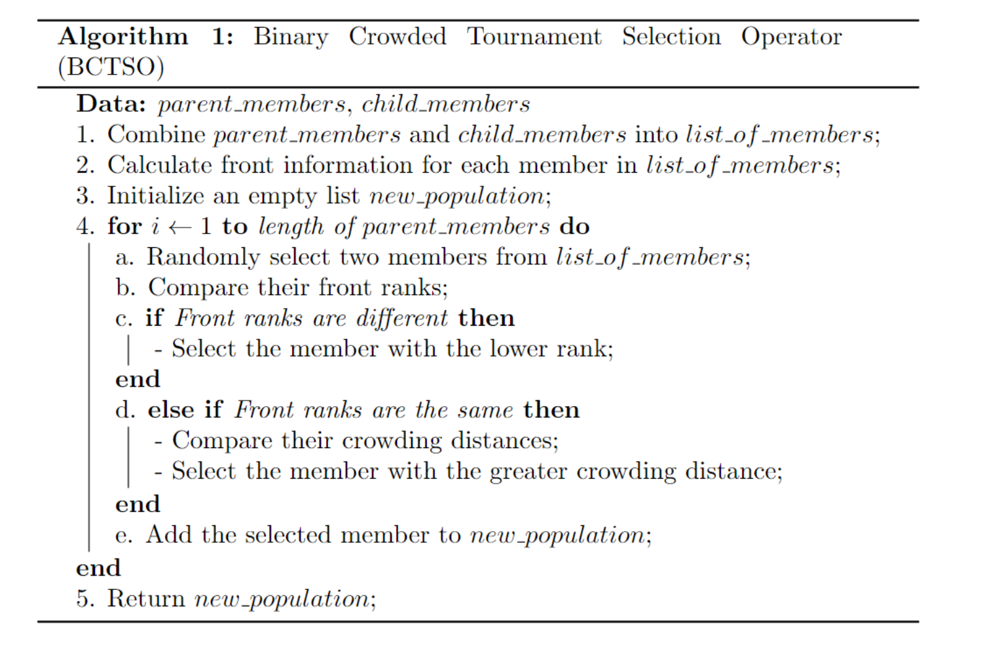 Algorithm 1: Binary Crowded Tournament Selection Operator
(BCTSO)
Data: parent_members, child_members
1. Combine parent_members and child_members into list_of_members;
2. Calculate front information for each member in list_of_members;
3. Initialize an empty list new_population;
4. for i ← 1 to length of parent_members do
a. Randomly select two members from list_of_members;
b. Compare their front ranks;
c. if Front ranks are different then
- Select the member with the lower rank;
end
d. else if Front ranks are the same then
- Compare their crowding distances;
- Select the member with the greater crowding distance;
end
e. Add the selected member to new_population;
end
5. Return new_population;